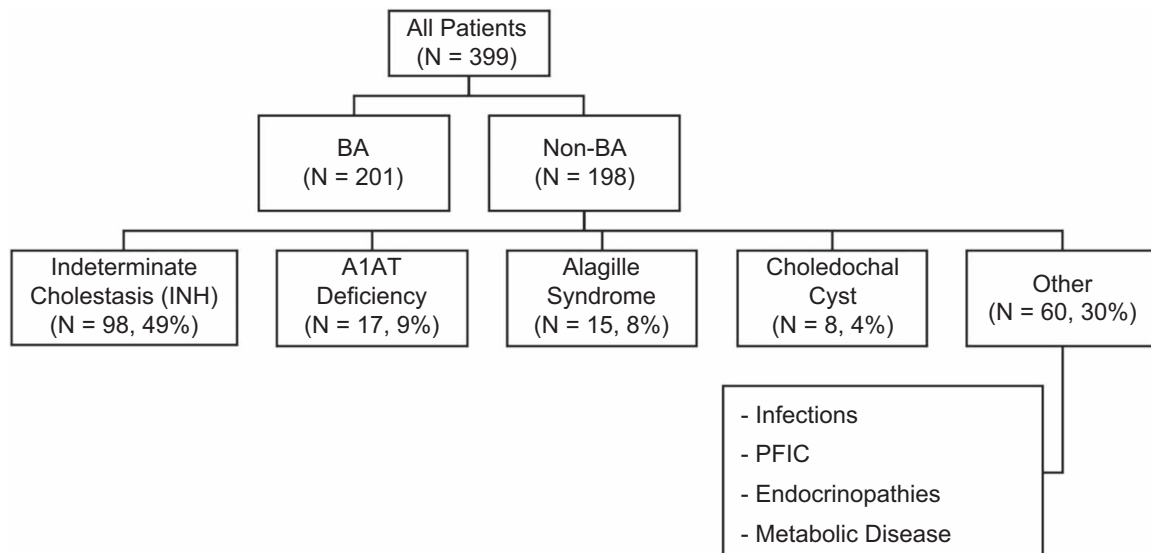 All Patients
(N = 399)
BA
(N = 201)
Non-BA
(N = 198)
Indeterminate
Cholestasis (INH)
(N = 98, 49%)
A1AT
Deficiency
(N = 17, 9%)
Alagille
Syndrome
(N = 15, 8%)
Choledochal
Cyst
(N = 8, 4%)
Other
(N = 60, 30%)
- Infections
- PFIC
- Endocrinopathies
- Metabolic Disease